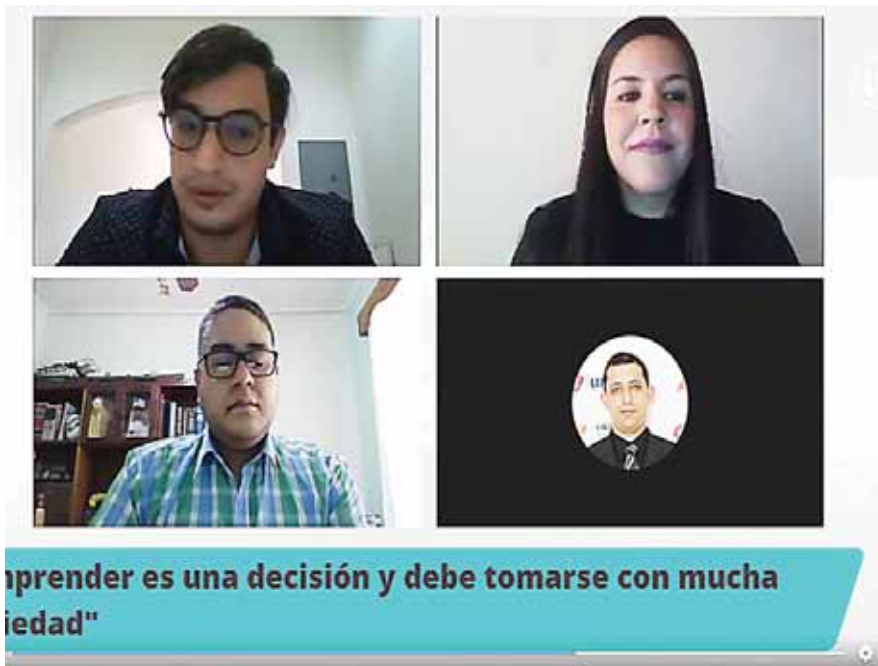 nprender es una decisión y debe tomarse con mucha
iedad"